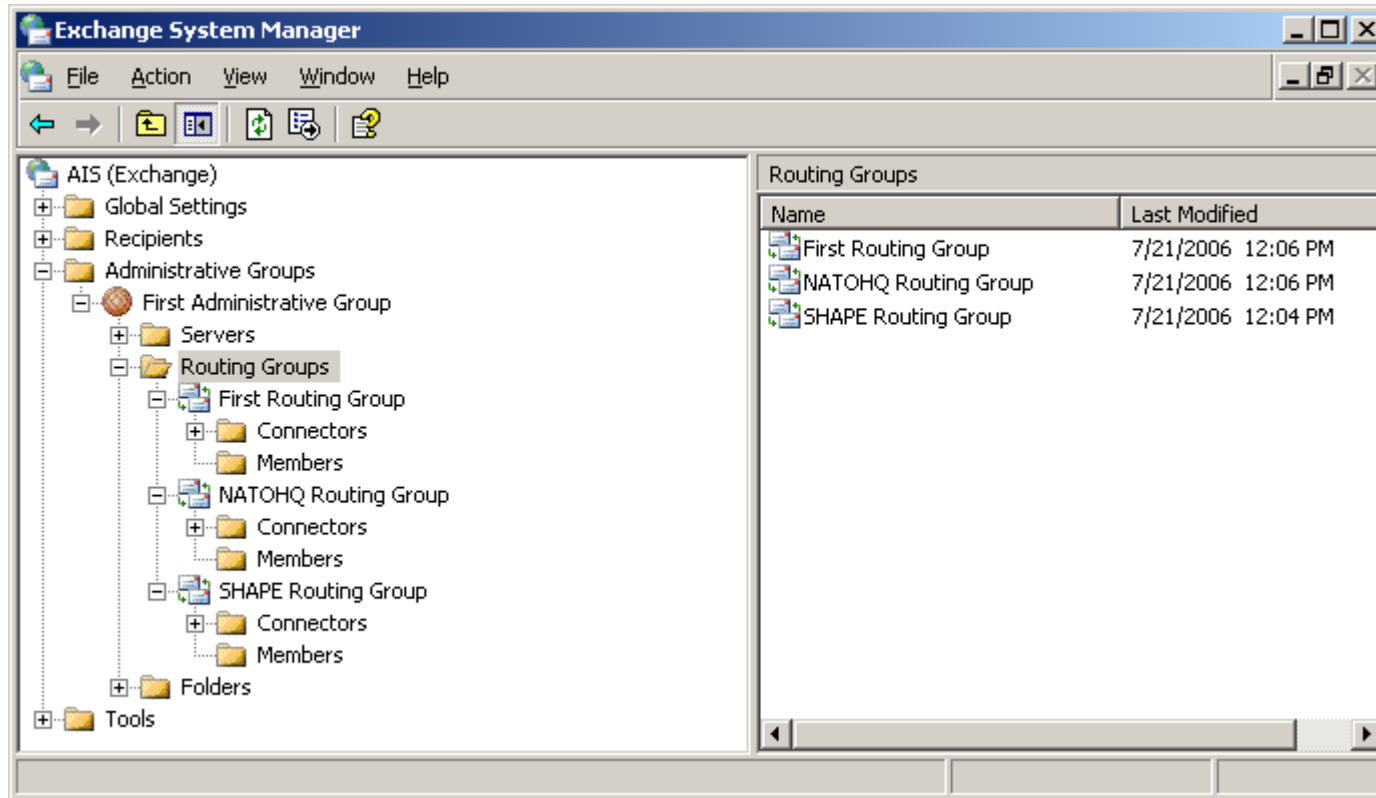 Exchange System Manager
File Action View Window Help
AIS (Exchange)
Global Settings
Recipients
Administrative Groups
First Administrative Group
Servers
Routing Groups
First Routing Group
Connectors
Members
NATOHQ Routing Group
Connectors
Members
SHAPE Routing Group
Connectors
Members
Folders
Tools
Routing Groups
Name Last Modified
First Routing Group 7/21/2006 12:06 PM
NATOHQ Routing Group 7/21/2006 12:06 PM
SHAPE Routing Group 7/21/2006 12:04 PM